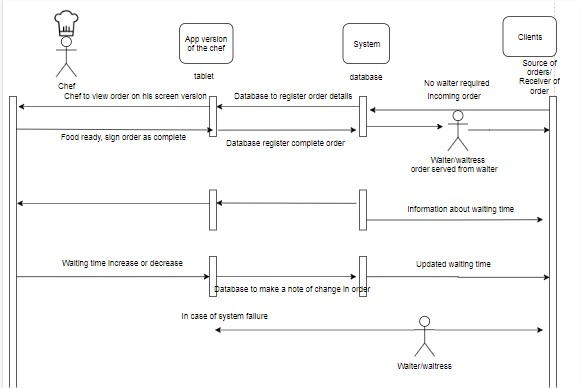 App version
of the chef
System
Clients
tablet
database
Source of
orders/
Receiver of
order
Chef
No waiter required
Chef to view order on his screen version
Database to register order details
Incoming order
Food ready, sign order as complete
Database register complete order
Waiter/waitress
order served from waiter
Information about waiting time
Waiting time increase or decrease
Updated waiting time
Database to make a note of change in order
In case of system failure
Waiter/waitress